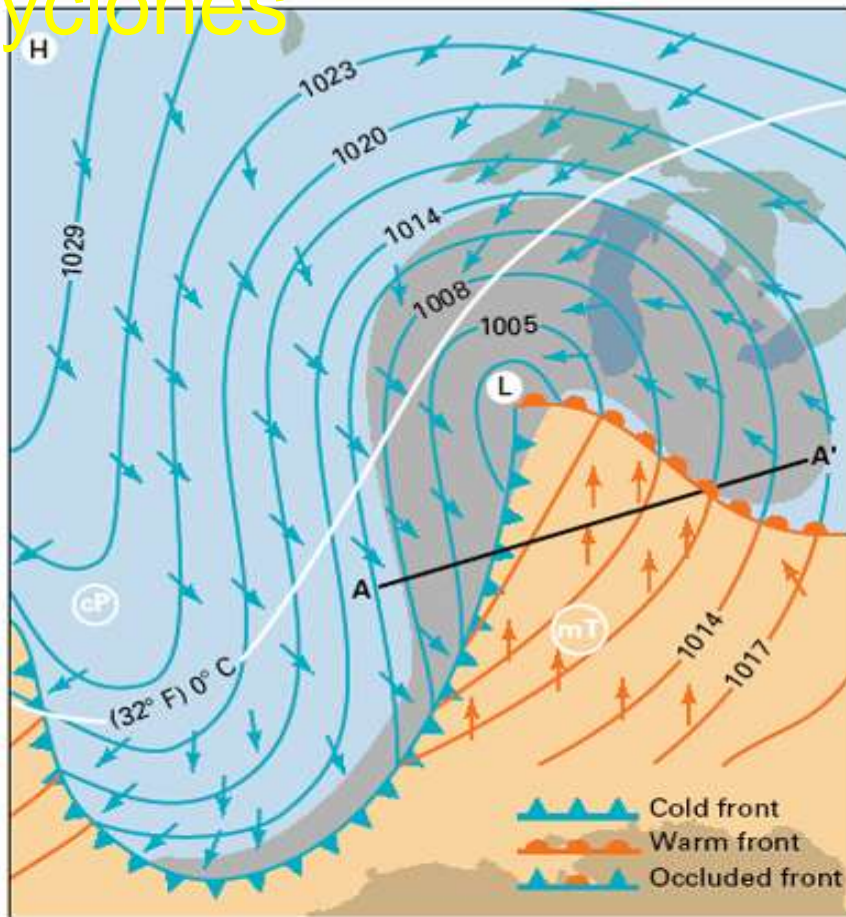 yclones
H
1023
1020
1029
1014
1008
1005
L
A'
A
cP
mT
1014
(32° F) 0° C
1017
Cold front
Warm front
Occluded front